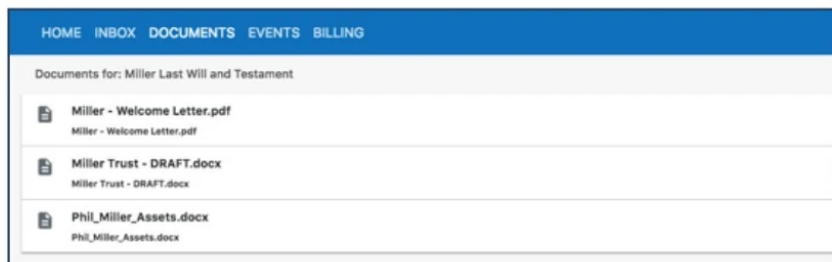 HOME INBOX DOCUMENTS EVENTS BILLING
Documents for: Miller Last Will and Testament
Miller - Welcome Letter.pdf
Miller - Welcome Letter.pdf
Miller Trust - DRAFT.docx
Miller Trust - DRAFT.docx
Phil_Miller_Assets.docx
Phil_Miller_Assets.docx